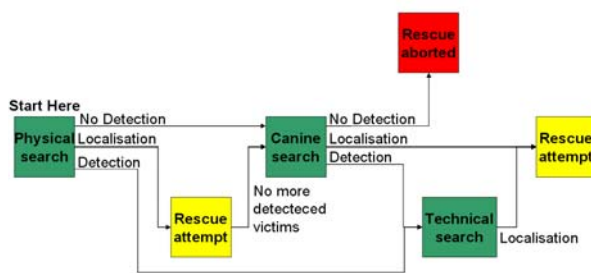 Rescue
aborted
Start Here
No Detection
No Detection
Physical
search
Localisation
Canine
search
Localisation
Rescue
attempt
Detection
Detection
Rescue
attempt
No more
detecteced
victims
Technical
search
Localisation